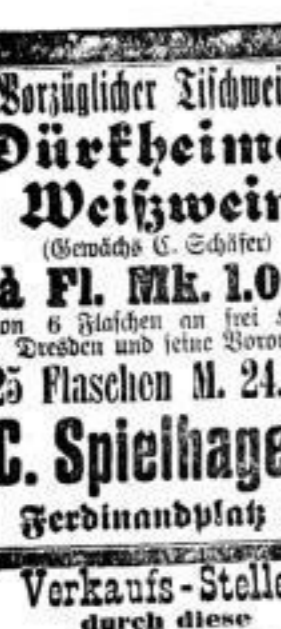 Vorzüglicher Tischwei
Dürkheime
Weißwein
(Gewächs C. Schäfer)
à Fl. Mk. 1.0
on 6 Flaschen an frei
Dresden und seine Voror
25 Flaschen M. 24.
C. Spielhage
Ferdinandplatz
Verkaufs-Stelle
durch diese